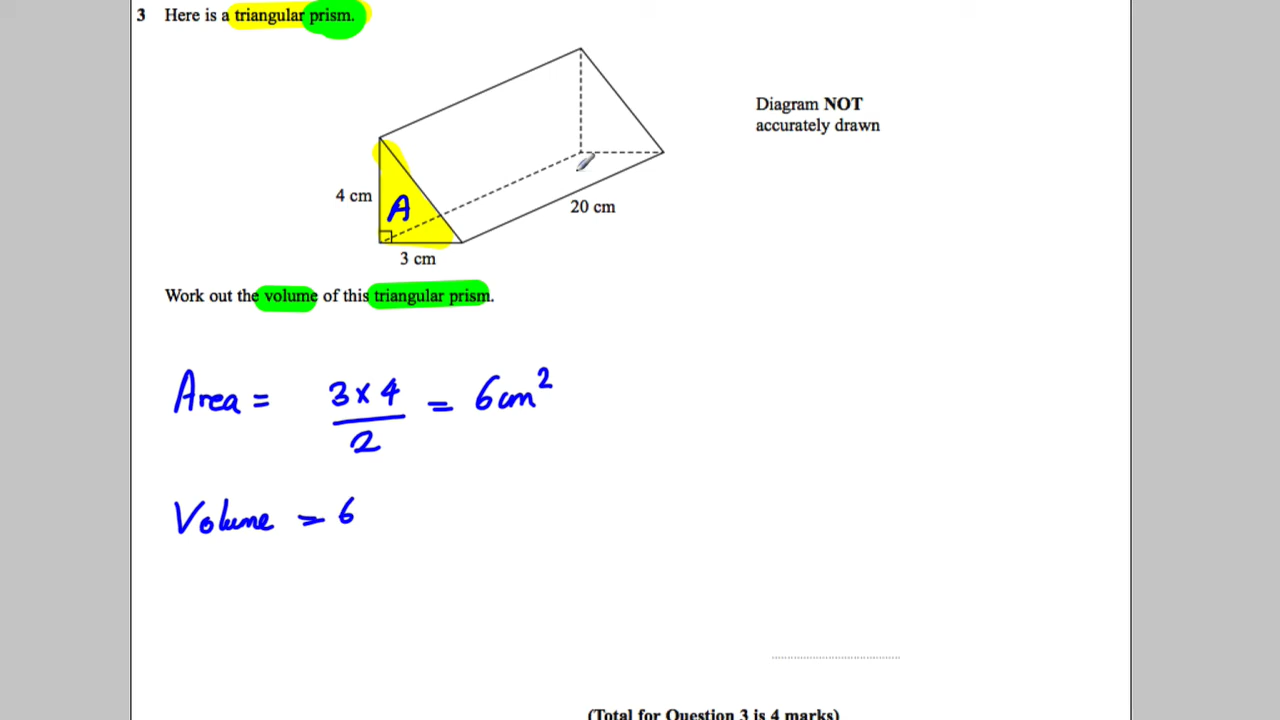 3 Here is a triangular prism.
Diagram NOT
accurately drawn
4 cm
A
20 cm
3 cm
Work out the volume of this triangular prism.
Area = 3 × 4 / 2 = 6cm²
Volume = 6
(Total for Question 3 is 4 marks)